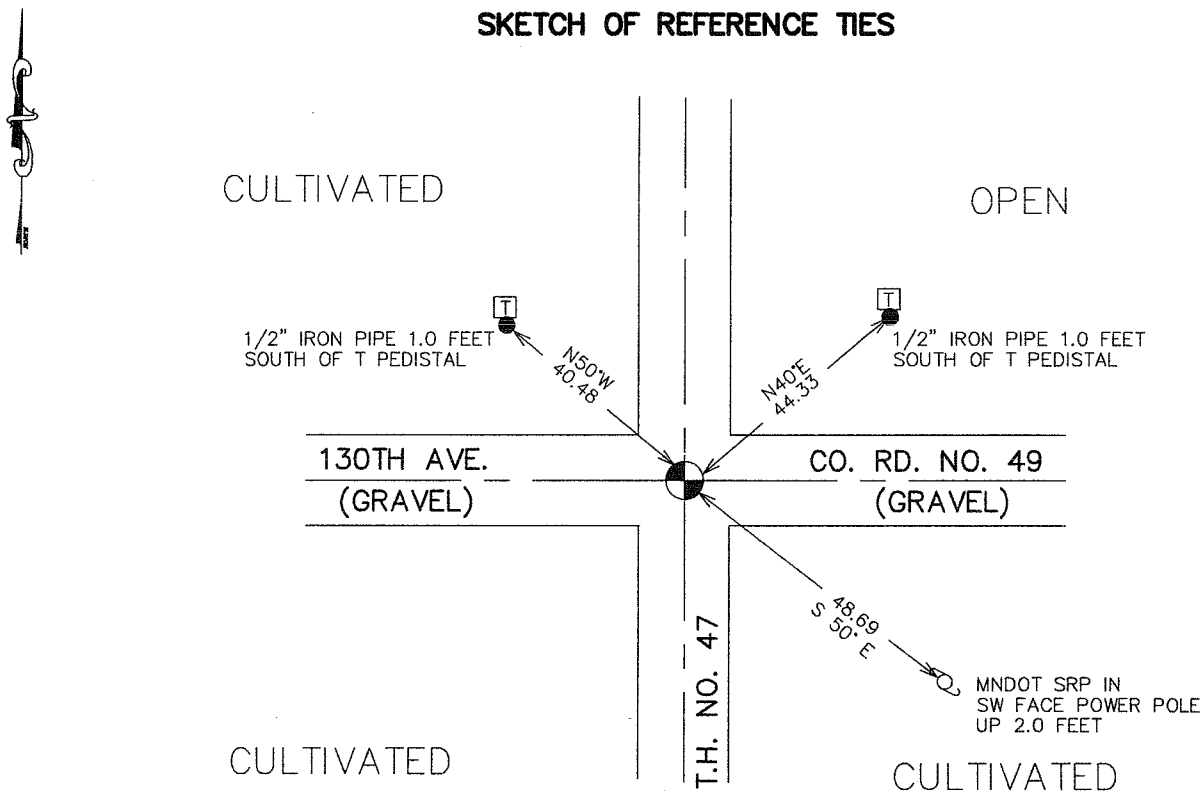 SKETCH OF REFERENCE TIES
CULTIVATED
OPEN
T
T
1/2" IRON PIPE 1.0 FEET
SOUTH OF T PEDISTAL
1/2" IRON PIPE 1.0 FEET
SOUTH OF T PEDISTAL
N50°W
40.48
N40°E
44.33
130TH AVE.
(GRAVEL)
CO. RD. NO. 49
(GRAVEL)
48.69
S 50° E
T.H. NO. 47
MNDOT SRP IN
SW FACE POWER POLE
UP 2.0 FEET
CULTIVATED
CULTIVATED